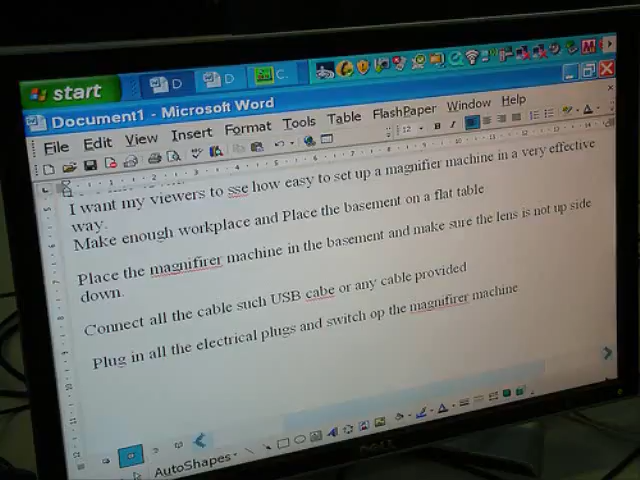 start
D
D
C.
Document1 - Microsoft Word
File Edit View Insert Format Tools Table FlashPaper Window Help
12
B I
I want my viewers to sse how easy to set up a magnifier machine in a very effective
way.
Make enough workplace and Place the basement on a flat table
Place the magnifirer machine in the basement and make sure the lens is not up side
down.
Connect all the cable such USB cabe or any cable provided
Plug in all the electrical plugs and switch op the magnifirer machine
AutoShapes
DELL